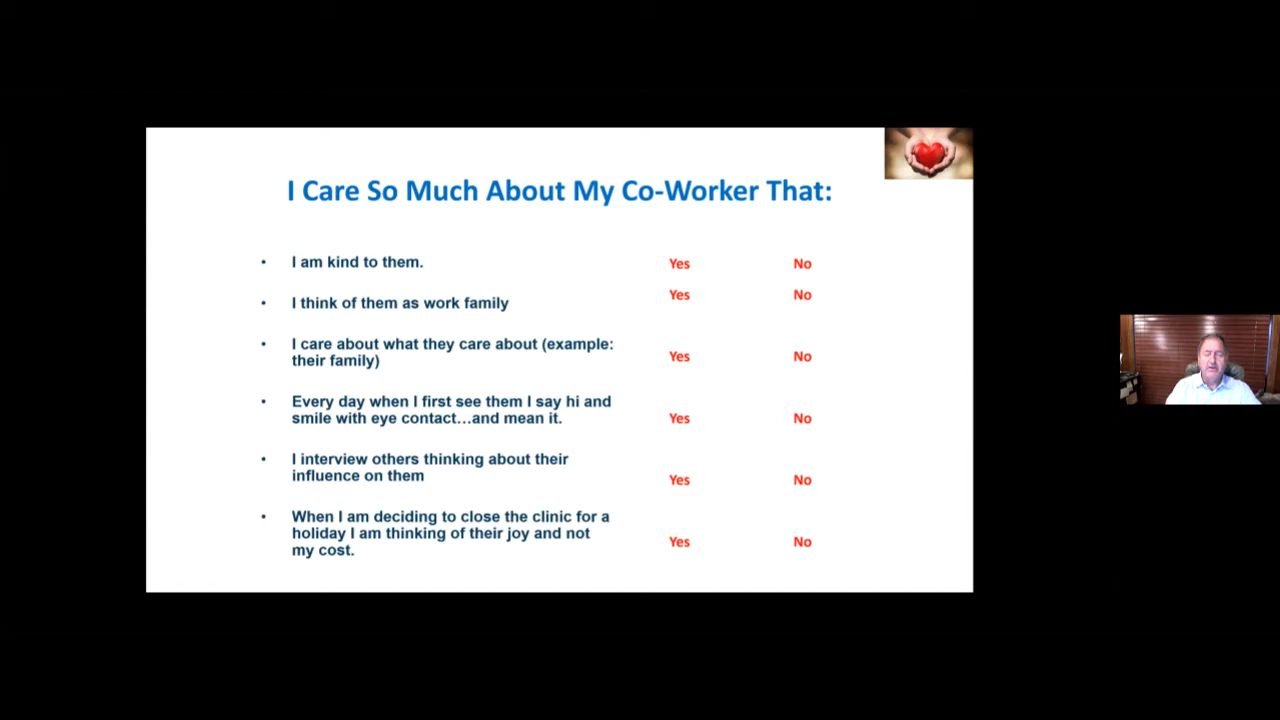 I Care So Much About My Co-Worker That:
• I am kind to them. Yes No
• I think of them as work family Yes No
• I care about what they care about (example:
their family) Yes No
• Every day when I first see them I say hi and
smile with eye contact...and mean it. Yes No
• I interview others thinking about their
influence on them Yes No
• When I am deciding to close the clinic for a
holiday I am thinking of their joy and not
my cost. Yes No